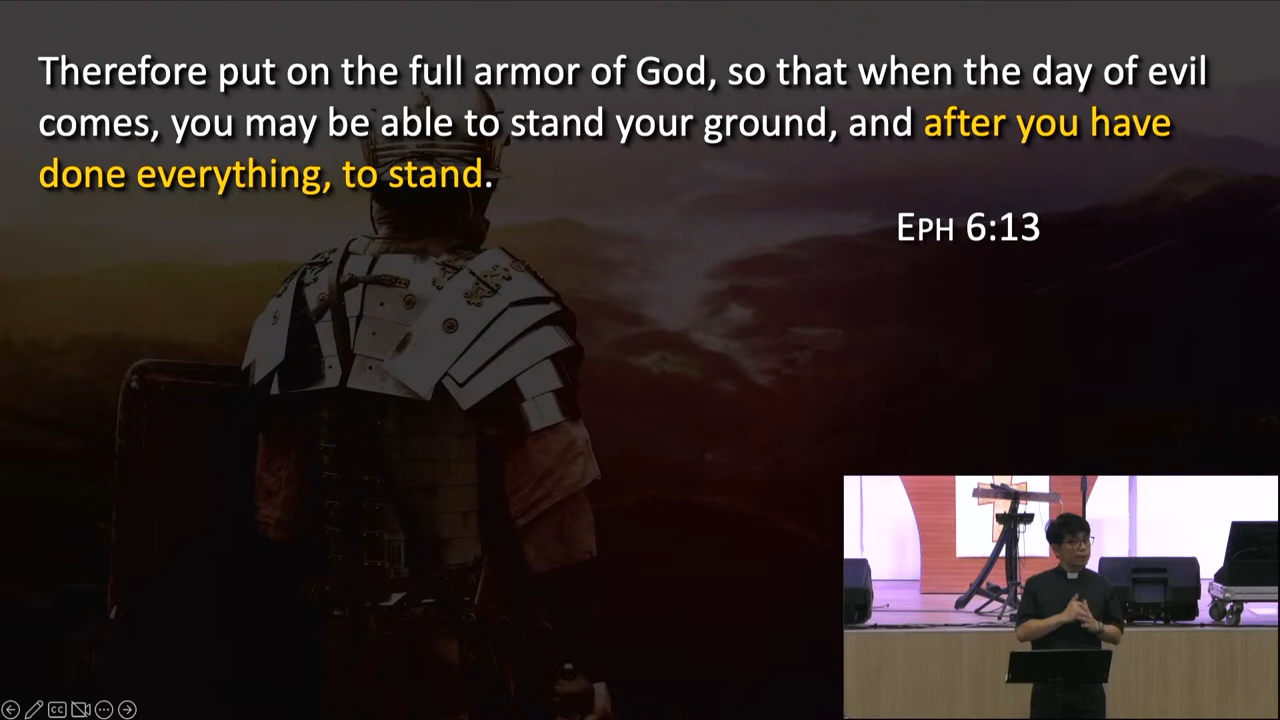 Therefore put on the full armor of God, so that when the day of evil
comes, you may be able to stand your ground, and after you have
done everything, to stand.
EPH 6:13
CC